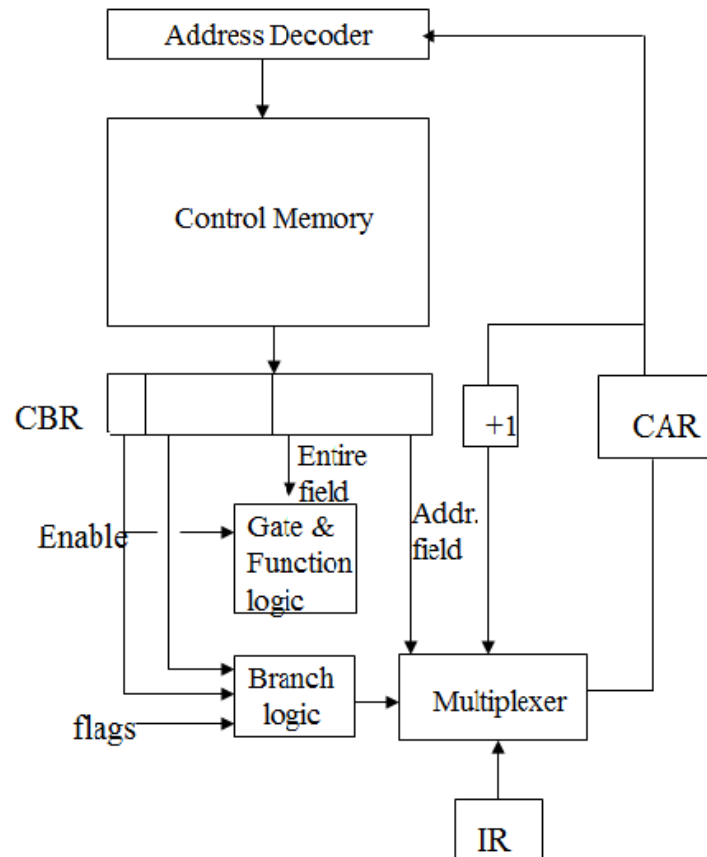 Address Decoder
Control Memory
CBR
+1
CAR
Entire
field
Enable
Gate &
Function
logic
Addr.
field
Branch
logic
Multiplexer
flags
IR